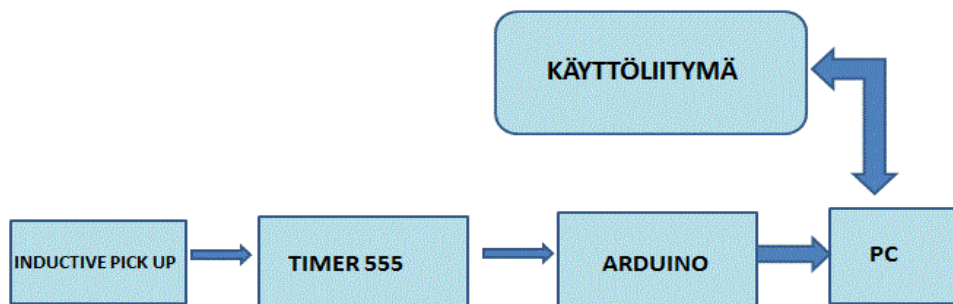 KÄYTTÖLIITYMÄ
INDUCTIVE PICK UP
TIMER 555
ARDUINO
PC